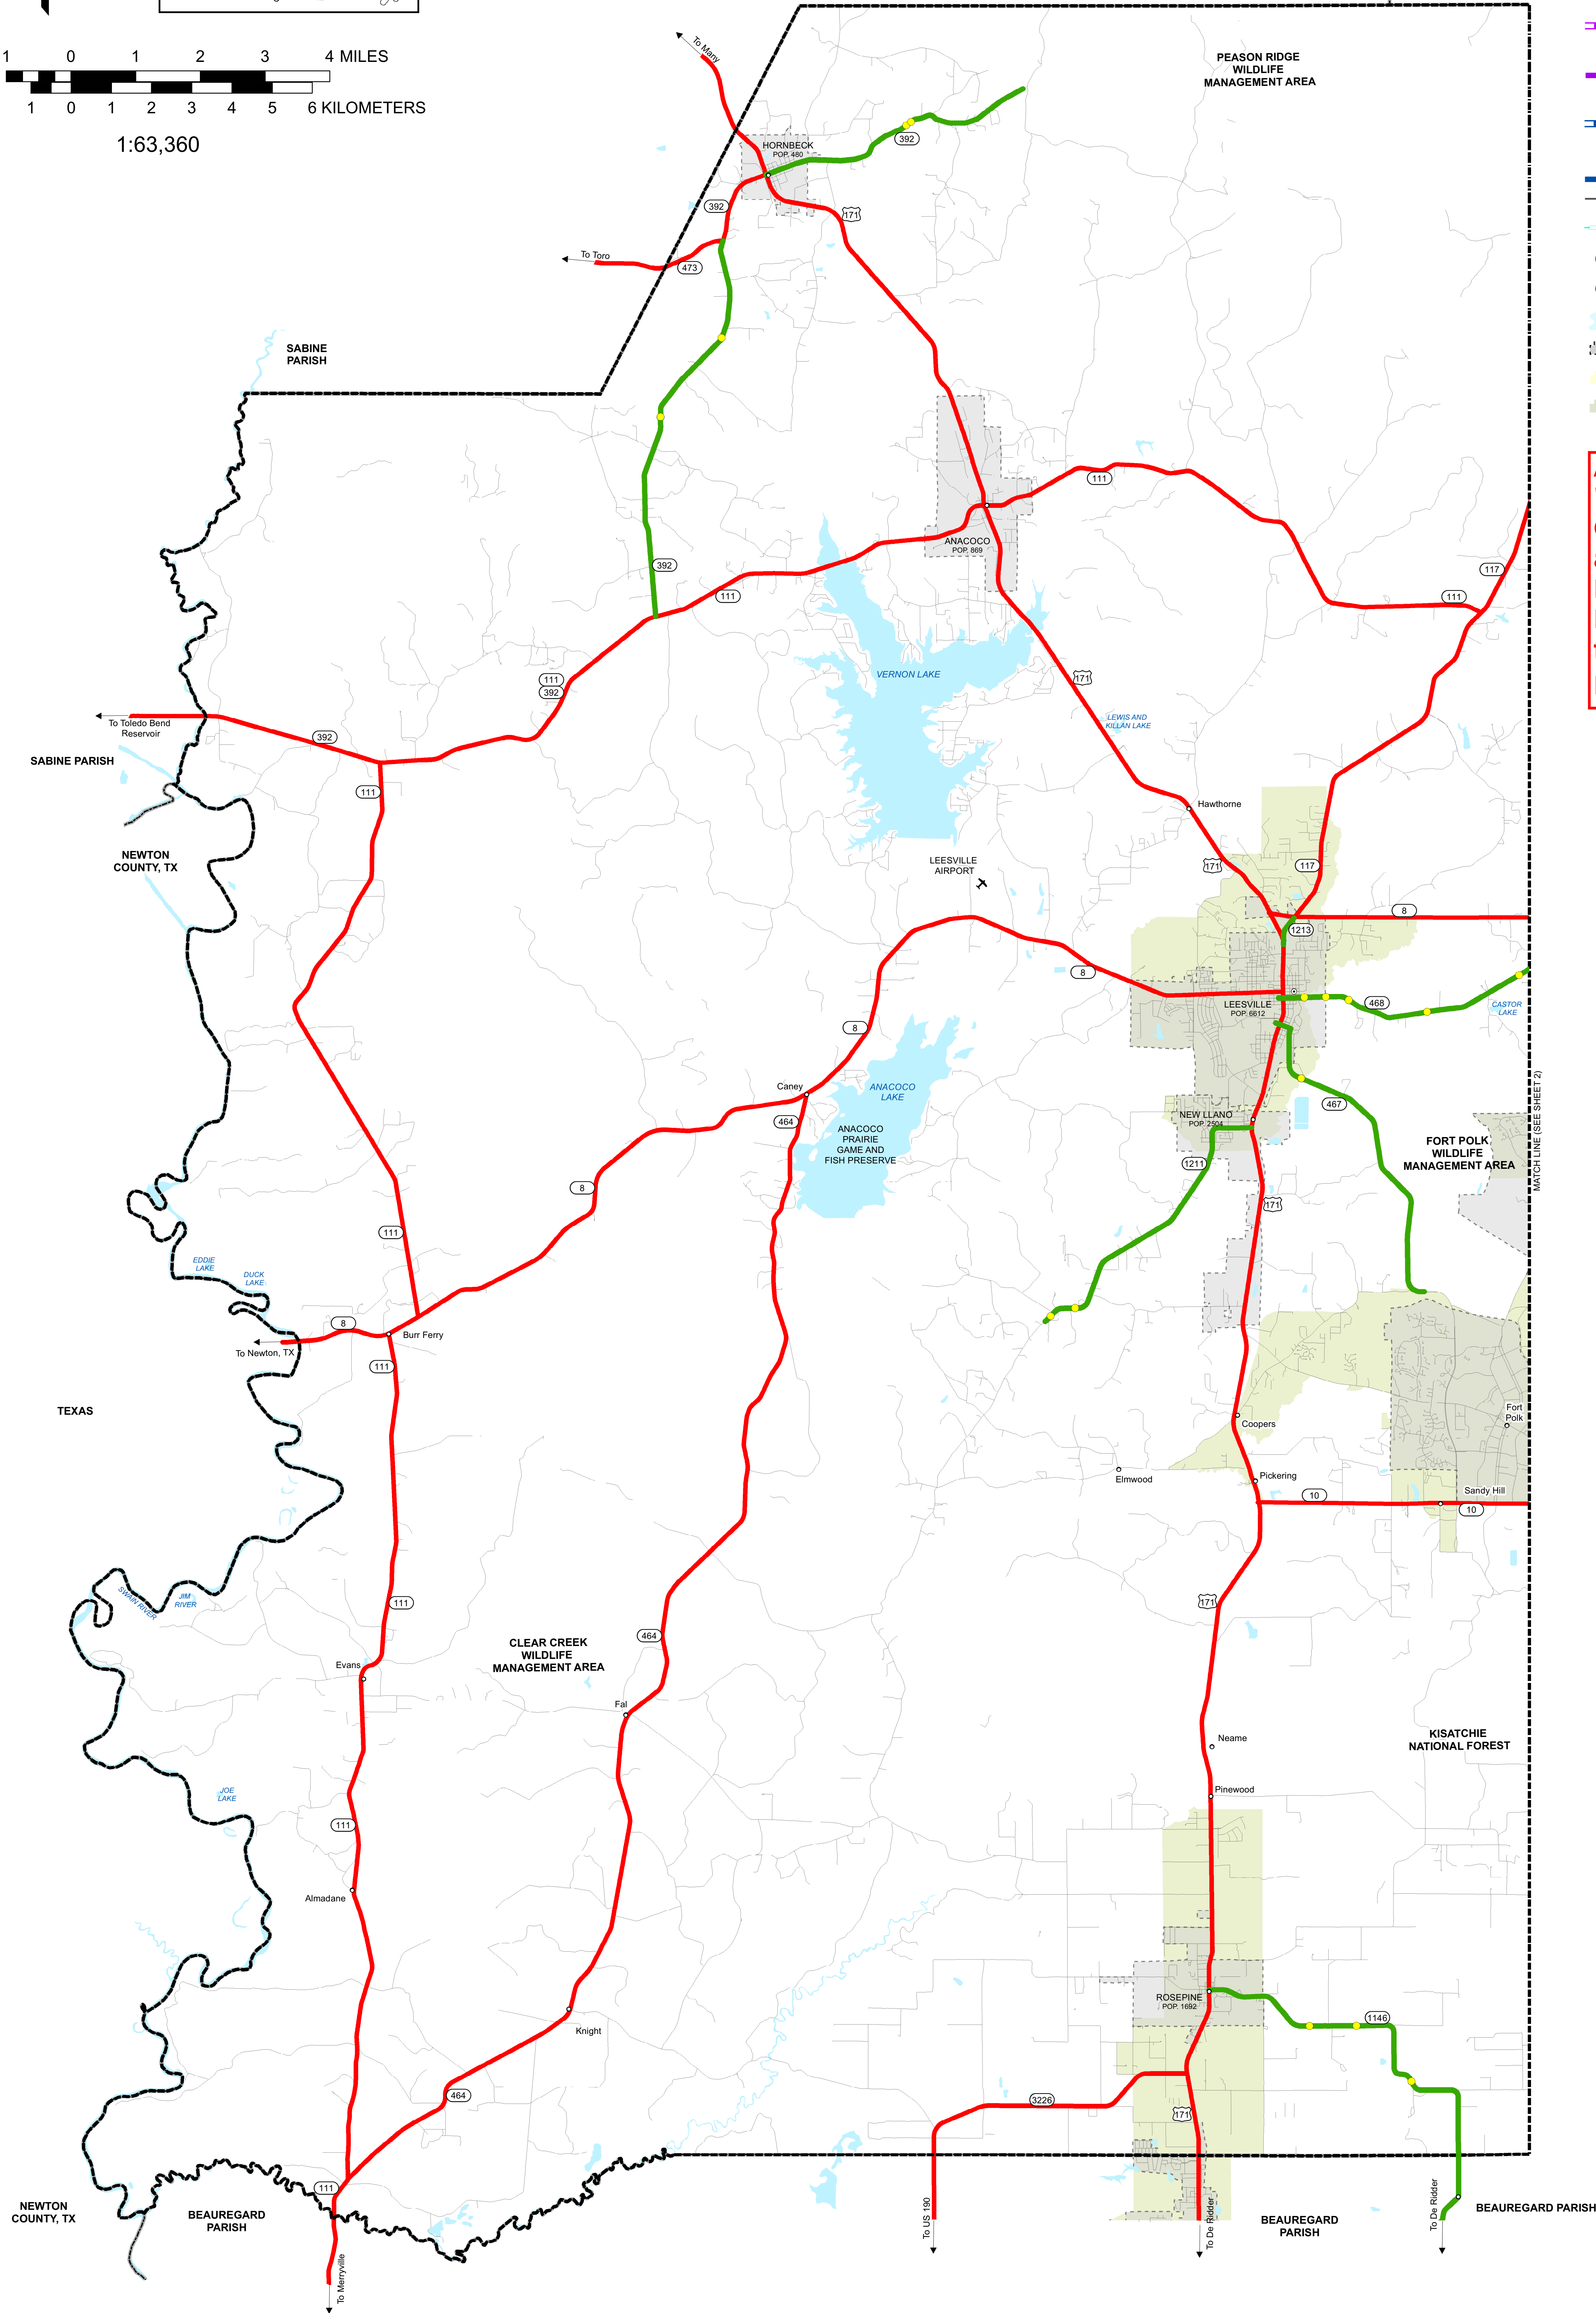 1 0 1 2 3 4 MILES
1 0 1 2 3 4 5 6 KILOMETERS
1:63,360
To Many
PEASON RIDGE
WILDLIFE
MANAGEMENT AREA
HORNBECK
POP. 480
392
392
171
To Toro
473
SABINE
PARISH
111
ANACOCO
POP. 869
392
117
111
111
VERNON LAKE
171
111
392
To Toledo Bend
Reservoir
392
LEWIS AND
KILLAN LAKE
SABINE PARISH
111
Hawthorne
NEWTON
COUNTY, TX
LEESVILLE
AIRPORT
171
117
8
1213
8
468
LEESVILLE
POP. 6612
CASTOR
LAKE
8
Caney
ANACOCO
LAKE
464
467
MATCH LINE (SEE SHEET 2)
NEW LLANO
POP. 2504
ANACOCO
PRAIRIE
GAME AND
FISH PRESERVE
FORT POLK
WILDLIFE
MANAGEMENT AREA
1211
8
171
111
EDDIE
LAKE
DUCK
LAKE
8
Burr Ferry
To Newton, TX
111
TEXAS
Fort
Polk
Coopers
Elmwood
Pickering
Sandy Hill
10
10
SWAIN RIVER
JIM
RIVER
111
171
464
CLEAR CREEK
WILDLIFE
MANAGEMENT AREA
Evans
Fal
KISATCHIE
NATIONAL FOREST
Neame
JOE
LAKE
Pinewood
111
Almadane
ROSEPINE
POP. 1692
Knight
1146
464
3226
171
111
NEWTON
COUNTY, TX
BEAUREGARD
PARISH
To US 190
To De Ridder
BEAUREGARD
PARISH
To De Ridder
BEAUREGARD PARISH
To Merryville